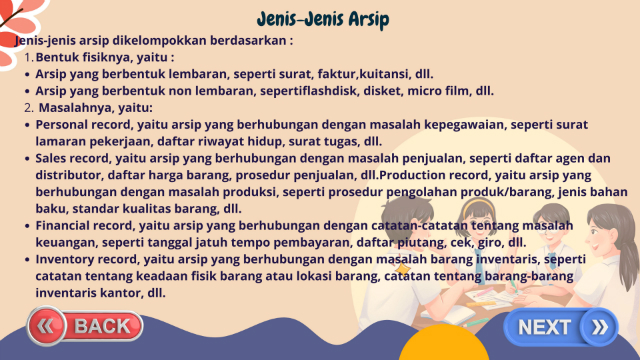 Jenis-Jenis Arsip
Jenis-jenis arsip dikelompokkan berdasarkan :
1. Bentuk fisiknya, yaitu :
• Arsip yang berbentuk lembaran, seperti surat, faktur,kuitansi, dll.
• Arsip yang berbentuk non lembaran, sepertiflashdisk, disket, micro film, dll.
2. Masalahnya, yaitu:
• Personal record, yaitu arsip yang berhubungan dengan masalah kepegawaian, seperti surat
lamaran pekerjaan, daftar riwayat hidup, surat tugas, dll.
• Sales record, yaitu arsip yang berhubungan dengan masalah penjualan, seperti daftar agen dan
distributor, daftar harga barang, prosedur penjualan, dll.Production record, yaitu arsip yang
berhubungan dengan masalah produksi, seperti prosedur pengolahan produk/barang, jenis bahan
baku, standar kualitas barang, dll.
• Financial record, yaitu arsip yang berhubungan dengan catatan-catatan tentang masalah
keuangan, seperti tanggal jatuh tempo pembayaran, daftar piutang, cek, giro, dll.
• Inventory record, yaitu arsip yang berhubungan dengan masalah barang inventaris, seperti
catatan tentang keadaan fisik barang atau lokasi barang, catatan tentang barang-barang
inventaris kantor, dll.
BACK
NEXT